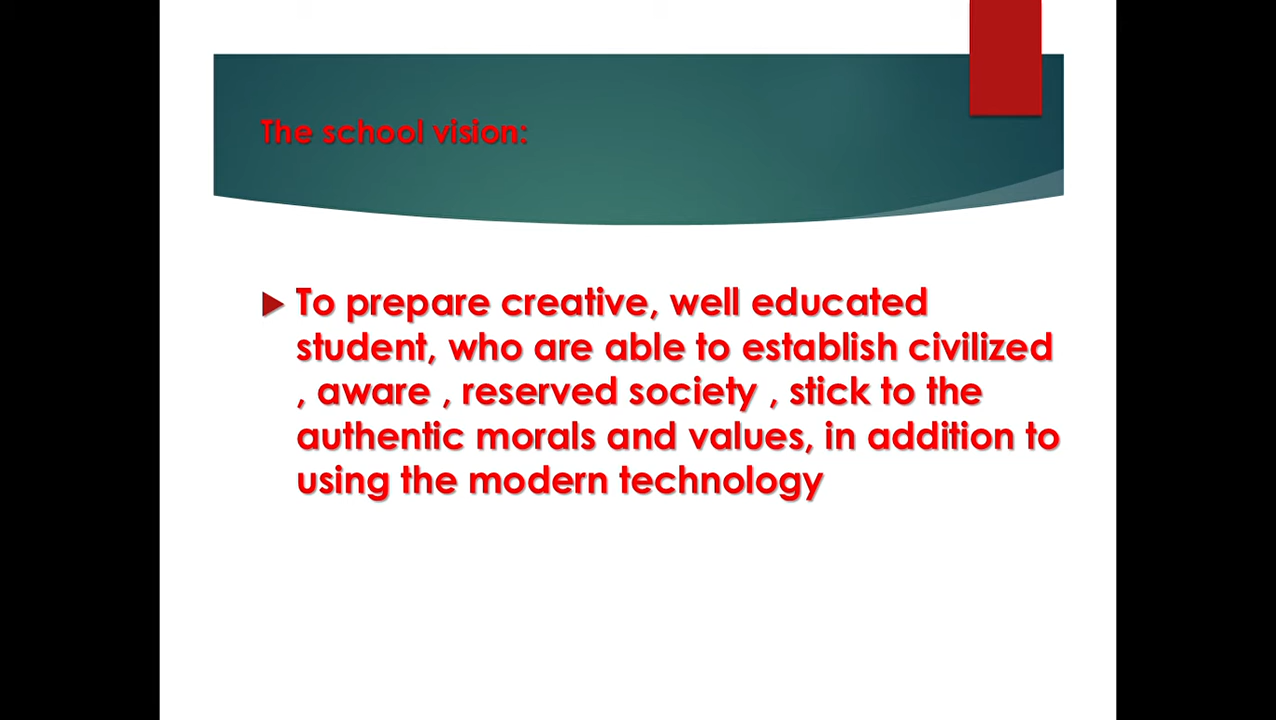 The school vision:
To prepare creative, well educated
student, who are able to establish civilized
, aware , reserved society , stick to the
authentic morals and values, in addition to
using the modern technology